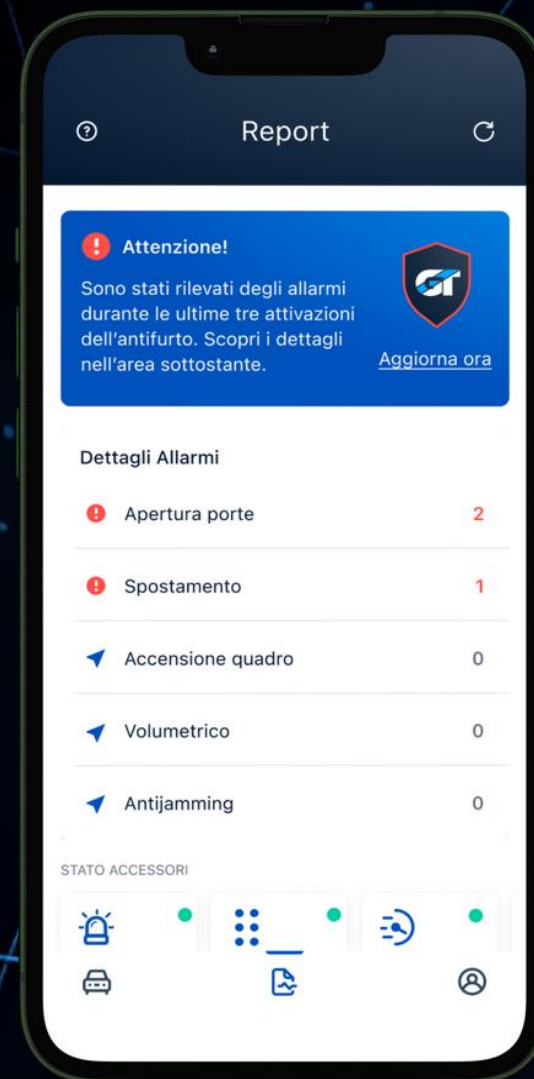 Report
Attenzione!
Sono stati rilevati degli allarmi
durante le ultime tre attivazioni
dell'antifurto. Scopri i dettagli
nell'area sottostante.
GT
Aggiorna ora
Dettagli Allarmi
Apertura porte 2
Spostamento 1
Accensione quadro 0
Volumetrico 0
Antijamming 0
STATO ACCESSORI